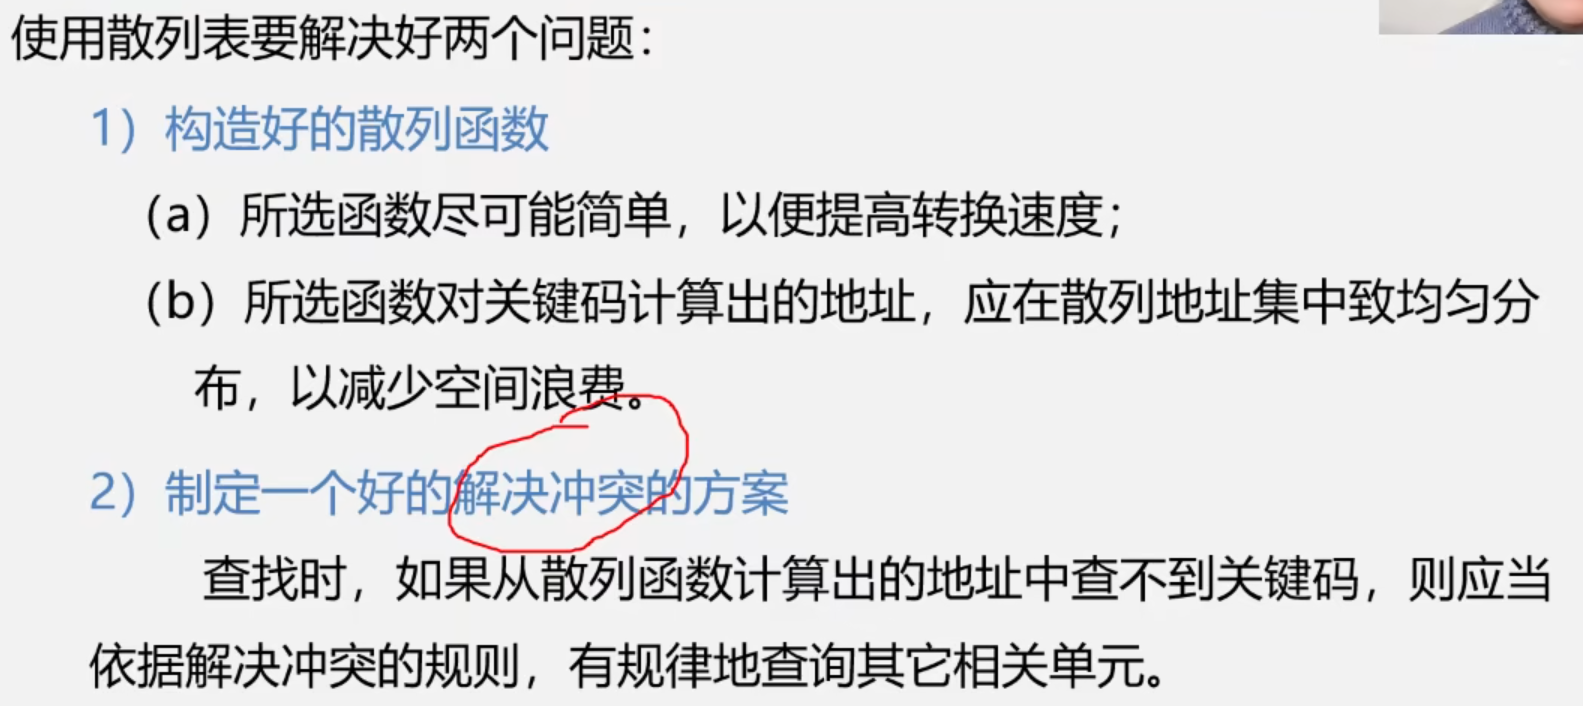 使用散列表要解决好两个问题：
1）构造好的散列函数
（a）所选函数尽可能简单，以便提高转换速度；
（b）所选函数对关键码计算出的地址，应在散列地址集中致均匀分
布，以减少空间浪费。
2）制定一个好的解决冲突的方案
查找时，如果从散列函数计算出的地址中查不到关键码，则应当
依据解决冲突的规则，有规律地查询其它相关单元。